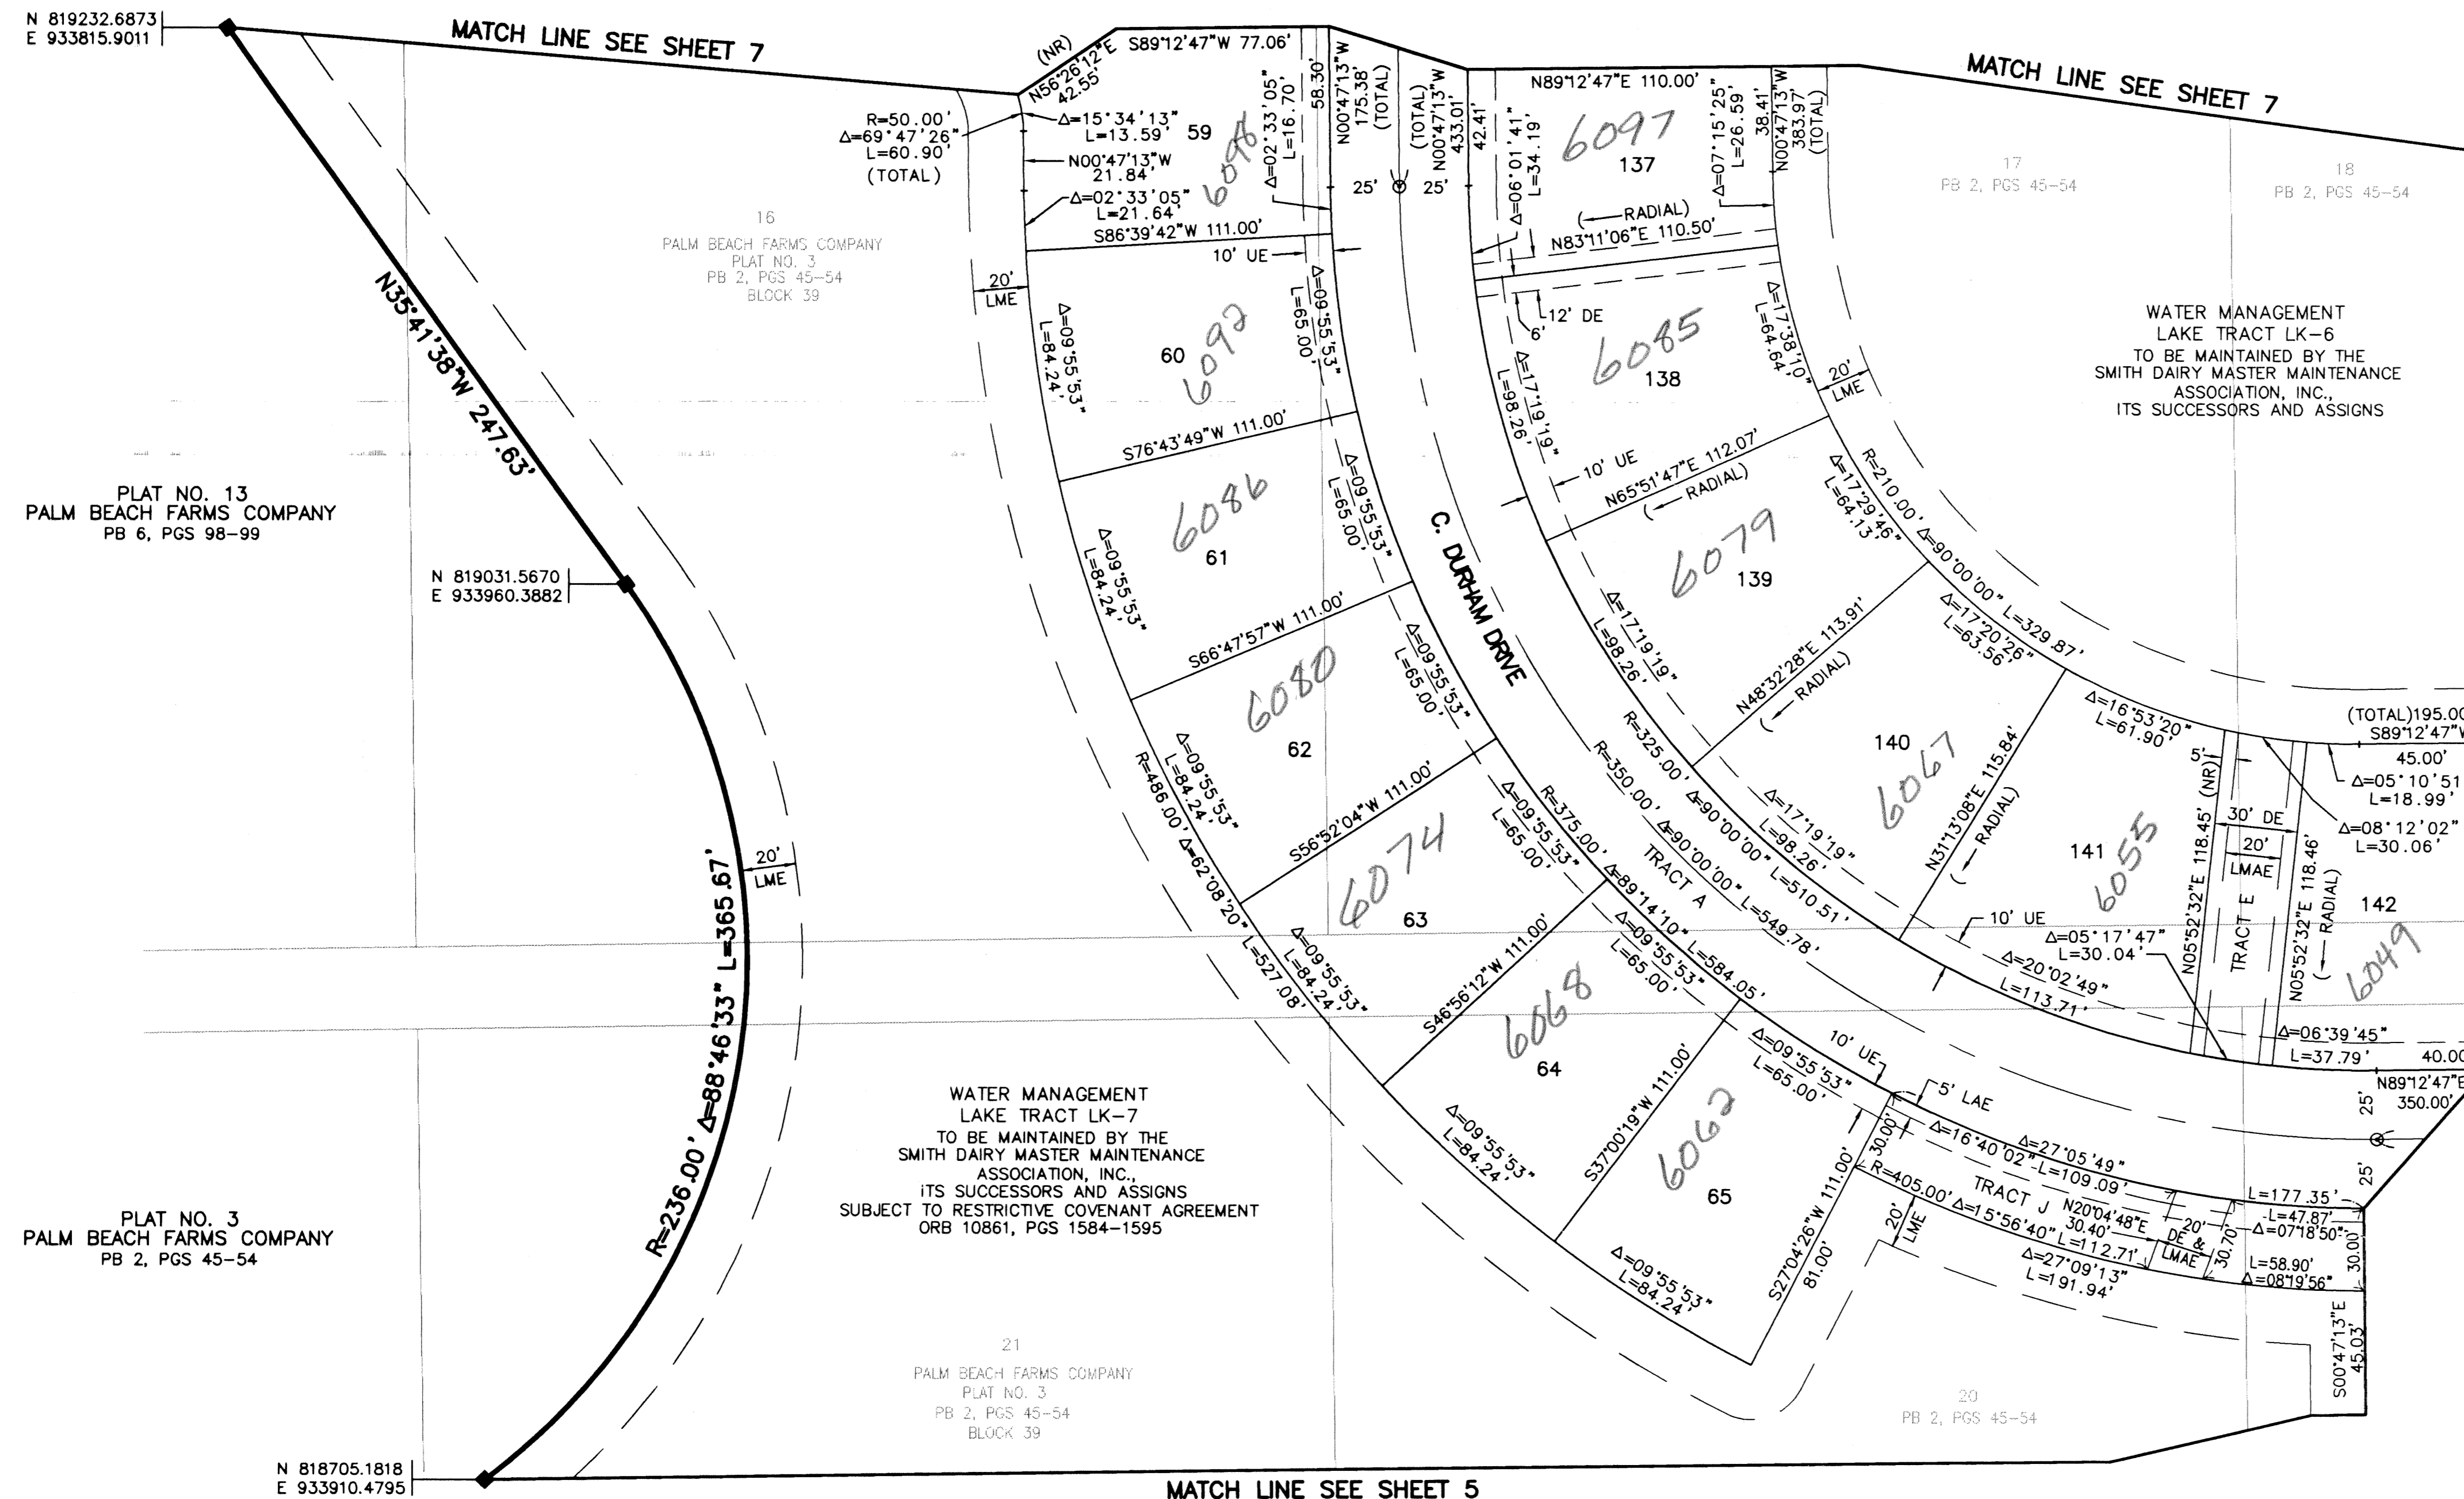 N 819232.6873
E 933815.9011
MATCH LINE SEE SHEET 7
N35°41'38"W 247.63'
PLAT NO. 13
PALM BEACH FARMS COMPANY
PB 6, PGS 98-99
N 819031.5670
E 933960.3882
R=236.00' Δ=88°46'33" L=365.67'
20'
LME
PLAT NO. 3
PALM BEACH FARMS COMPANY
PB 2, PGS 45-54
N 818705.1818
E 933910.4795
16
PALM BEACH FARMS COMPANY
PLAT NO. 3
PB 2, PGS 45-54
BLOCK 39
WATER MANAGEMENT
LAKE TRACT LK-7
TO BE MAINTAINED BY THE
SMITH DAIRY MASTER MAINTENANCE
ASSOCIATION, INC.,
ITS SUCCESSORS AND ASSIGNS
SUBJECT TO RESTRICTIVE COVENANT AGREEMENT
ORB 10861, PGS 1584-1595
21
PALM BEACH FARMS COMPANY
PLAT NO. 3
PB 2, PGS 45-54
BLOCK 39
MATCH LINE SEE SHEET 5
(NR)
N56°26'12"E
42.55'
S89°12'47"W 77.06'
R=50.00'
Δ=69°47'26"
L=60.90'
(TOTAL)
Δ=15°34'13"
L=13.59'
59
6098
N00°47'13"W
21.84'
Δ=02°33'05"
L=21.64'
Δ=02°33'05"
L=16.70'
58.30'
N00°47'13"W
175.38'
(TOTAL)
S86°39'42"W 111.00'
10' UE
20'
LME
Δ=09°55'53"
L=84.24'
60
6092
Δ=09°55'53"
L=65.00'
S76°43'49"W 111.00'
Δ=09°55'53"
L=84.24'
6086
61
Δ=09°55'53"
L=65.00'
S66°47'57"W 111.00'
Δ=09°55'53"
L=84.24'
6080
62
Δ=09°55'53"
L=65.00'
R=486.00' Δ=62°08'20" L=527.08'
S56°52'04"W 111.00'
Δ=09°55'53"
L=84.24'
6074
63
Δ=09°55'53"
L=65.00'
S46°56'12"W 111.00'
Δ=09°55'53"
L=84.24'
6068
64
Δ=09°55'53"
L=65.00'
S37°00'19"W 111.00'
Δ=09°55'53"
L=84.24'
6062
65
Δ=09°55'53"
L=65.00'
S27°04'26"W 111.00'
81.00'
30.00'
(TOTAL)
N00°47'13"W
433.01'
42.41'
25'
25'
C. DURHAM DRIVE
R=375.00' Δ=89°14'10" L=584.05'
TRACT A
R=350.00' Δ=90°00'00" L=549.78'
R=325.00' Δ=90°00'00" L=510.51'
N89°12'47"E 110.00'
Δ=06°01'41"
L=34.19'
6097
137
Δ=07°15'25"
L=26.59'
38.41'
N00°47'13"W
383.97'
(TOTAL)
(RADIAL)
N83°11'06"E 110.50'
12' DE
6'
6085
138
Δ=17°19'19"
L=98.26'
Δ=17°38'10"
L=64.64'
20'
LME
10' UE
N65°51'47"E 112.07'
(RADIAL)
6079
139
Δ=17°19'19"
L=98.26'
Δ=17°29'46"
L=64.13'
R=210.00' Δ=90°00'00" L=329.87'
N48°32'28"E 113.91'
(RADIAL)
140
6067
Δ=17°19'19"
L=98.26'
Δ=17°20'26"
L=63.56'
N31°13'08"E 115.84'
(RADIAL)
141
6055
Δ=16°53'20"
L=61.90'
10' UE
Δ=20°02'49"
L=113.71'
Δ=05°17'47"
L=30.04'
5'
N05°52'32"E 118.45' (NR)
30' DE
20'
LMAE
TRACT E
N05°52'32"E 118.46'
(RADIAL)
142
6049
(TOTAL)195.00
S89°12'47"W
45.00'
Δ=05°10'51
L=18.99'
Δ=08°12'02"
L=30.06'
Δ=06°39'45"
L=37.79'
40.00
N89°12'47"E
350.00'
25'
25'
MATCH LINE SEE SHEET 7
17
PB 2, PGS 45-54
18
PB 2, PGS 45-54
WATER MANAGEMENT
LAKE TRACT LK-6
TO BE MAINTAINED BY THE
SMITH DAIRY MASTER MAINTENANCE
ASSOCIATION, INC.,
ITS SUCCESSORS AND ASSIGNS
10' UE
5' LAE
Δ=27°05'49"
L=177.35'
Δ=16°40'02" L=109.09'
TRACT J
N20°04'48"E
30.40'
20'
DE &
LMAE
30.70'
L=47.87'
Δ=07°18'50"
30.00'
R=405.00' Δ=15°56'40" L=112.71'
Δ=27°09'13"
L=191.94'
L=58.90'
Δ=08°19'56"
20'
LME
S00°47'13"E
45.03'
20
PB 2, PGS 45-54